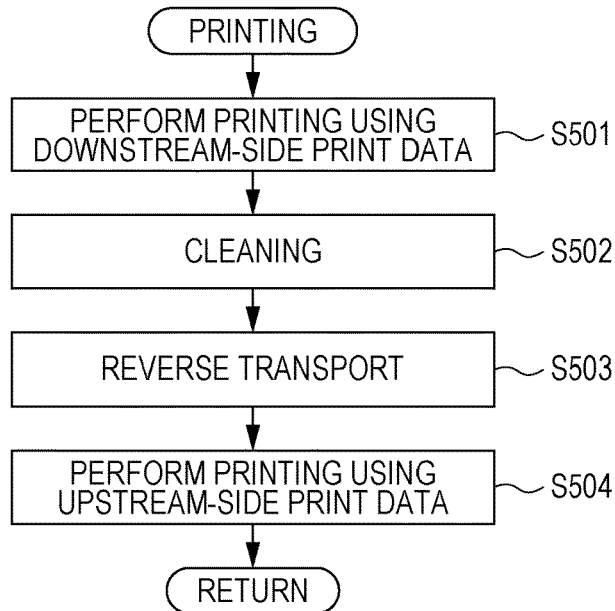 PRINTING
PERFORM PRINTING USING
DOWNSTREAM-SIDE PRINT DATA
S501
CLEANING
S502
REVERSE TRANSPORT
S503
PERFORM PRINTING USING
UPSTREAM-SIDE PRINT DATA
S504
RETURN